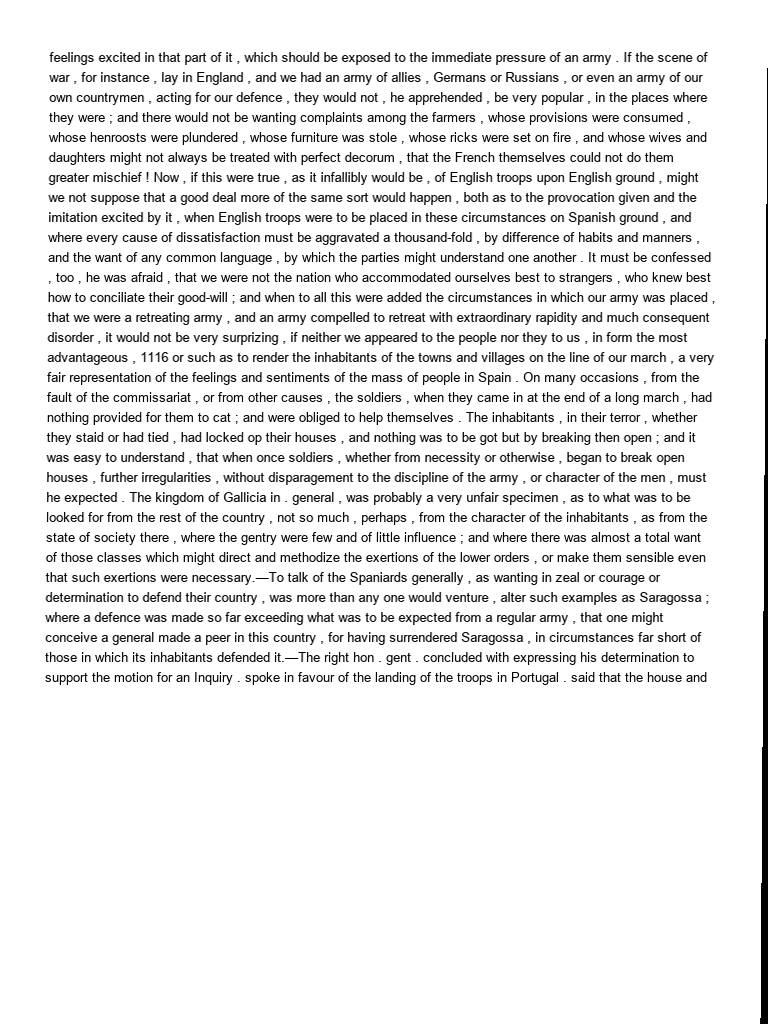 feelings excited in that part of it , which should be exposed to the immediate pressure of an army . If the scene of
war , for instance , lay in England , and we had an army of allies , Germans or Russians , or even an army of our
own countrymen , acting for our defence , they would not , he apprehended , be very popular , in the places where
they were ; and there would not be wanting complaints among the farmers , whose provisions were consumed ,
whose henroosts were plundered , whose furniture was stole , whose ricks were set on fire , and whose wives and
daughters might not always be treated with perfect decorum , that the French themselves could not do them
greater mischief ! Now , if this were true , as it infallibly would be , of English troops upon English ground , might
we not suppose that a good deal more of the same sort would happen , both as to the provocation given and the
imitation excited by it , when English troops were to be placed in these circumstances on Spanish ground , and
where every cause of dissatisfaction must be aggravated a thousand-fold , by difference of habits and manners ,
and the want of any common language , by which the parties might understand one another . It must be confessed
, too , he was afraid , that we were not the nation who accommodated ourselves best to strangers , who knew best
how to conciliate their good-will ; and when to all this were added the circumstances in which our army was placed ,
that we were a retreating army , and an army compelled to retreat with extraordinary rapidity and much consequent
disorder , it would not be very surprizing , if neither we appeared to the people nor they to us , in form the most
advantageous , 1116 or such as to render the inhabitants of the towns and villages on the line of our march , a very
fair representation of the feelings and sentiments of the mass of people in Spain . On many occasions , from the
fault of the commissariat , or from other causes , the soldiers , when they came in at the end of a long march , had
nothing provided for them to cat ; and were obliged to help themselves . The inhabitants , in their terror , whether
they staid or had tied , had locked op their houses , and nothing was to be got but by breaking then open ; and it
was easy to understand , that when once soldiers , whether from necessity or otherwise , began to break open
houses , further irregularities , without disparagement to the discipline of the army , or character of the men , must
he expected . The kingdom of Gallicia in . general , was probably a very unfair specimen , as to what was to be
looked for from the rest of the country , not so much , perhaps , from the character of the inhabitants , as from the
state of society there , where the gentry were few and of little influence ; and where there was almost a total want
of those classes which might direct and methodize the exertions of the lower orders , or make them sensible even
that such exertions were necessary.—To talk of the Spaniards generally , as wanting in zeal or courage or
determination to defend their country , was more than any one would venture , alter such examples as Saragossa ;
where a defence was made so far exceeding what was to be expected from a regular army , that one might
conceive a general made a peer in this country , for having surrendered Saragossa , in circumstances far short of
those in which its inhabitants defended it.—The right hon . gent . concluded with expressing his determination to
support the motion for an Inquiry . spoke in favour of the landing of the troops in Portugal . said that the house and